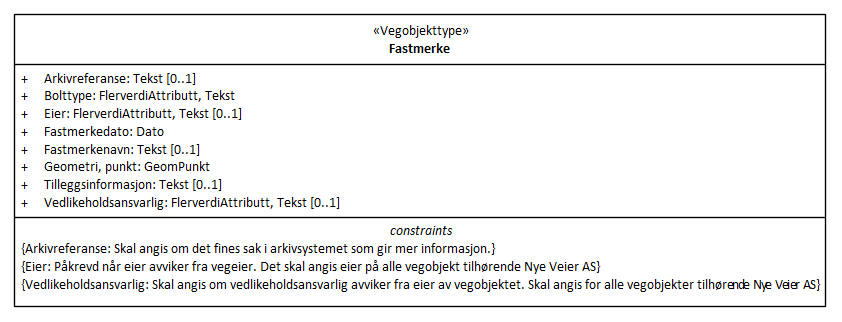 «Vegobjekttype»
Fastmerke
+ Arkivreferanse: Tekst [0..1]
+ Bolttype: FlerverdiAttributt, Tekst
+ Eier: FlerverdiAttributt, Tekst [0..1]
+ Fastmerkedato: Dato
+ Fastmerkenavn: Tekst [0..1]
+ Geometri, punkt: GeomPunkt
+ Tilleggsinformasjon: Tekst [0..1]
+ Vedlikeholdsansvarlig: FlerverdiAttributt, Tekst [0..1]
constraints
{Arkivreferanse: Skal angis om det fines sak i arkivsystemet som gir mer informasjon.}
{Eier: Påkrevd når eier avviker fra vegeier. Det skal angis eier på alle vegobjekt tilhørende Nye Veier AS}
{Vedlikeholdsansvarlig: Skal angis om vedlikeholdsansvarlig avviker fra eier av vegobjektet. Skal angis for alle vegobjekter tilhørende Nye Veier AS}